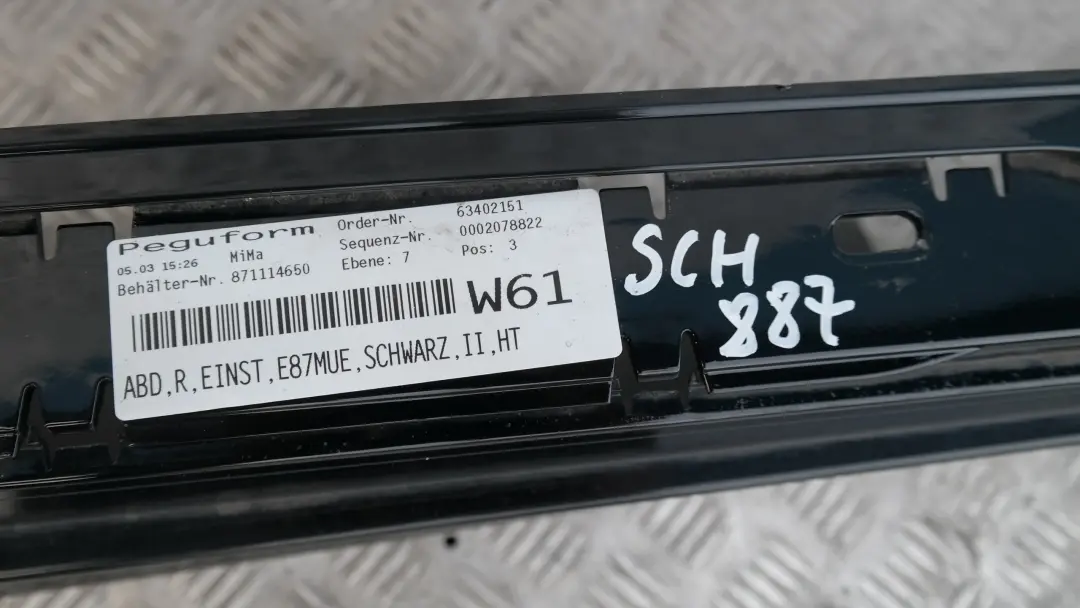 Peguform
05.03 15:26 MiMa
Behälter-Nr. 871114650
Order-Nr. 63402151
Sequenz-Nr. 0002078822
Ebene: 7 Pos: 3
W61
ABD,R,EINST,E87MUE,SCHWARZ,II,HT
SCH
887